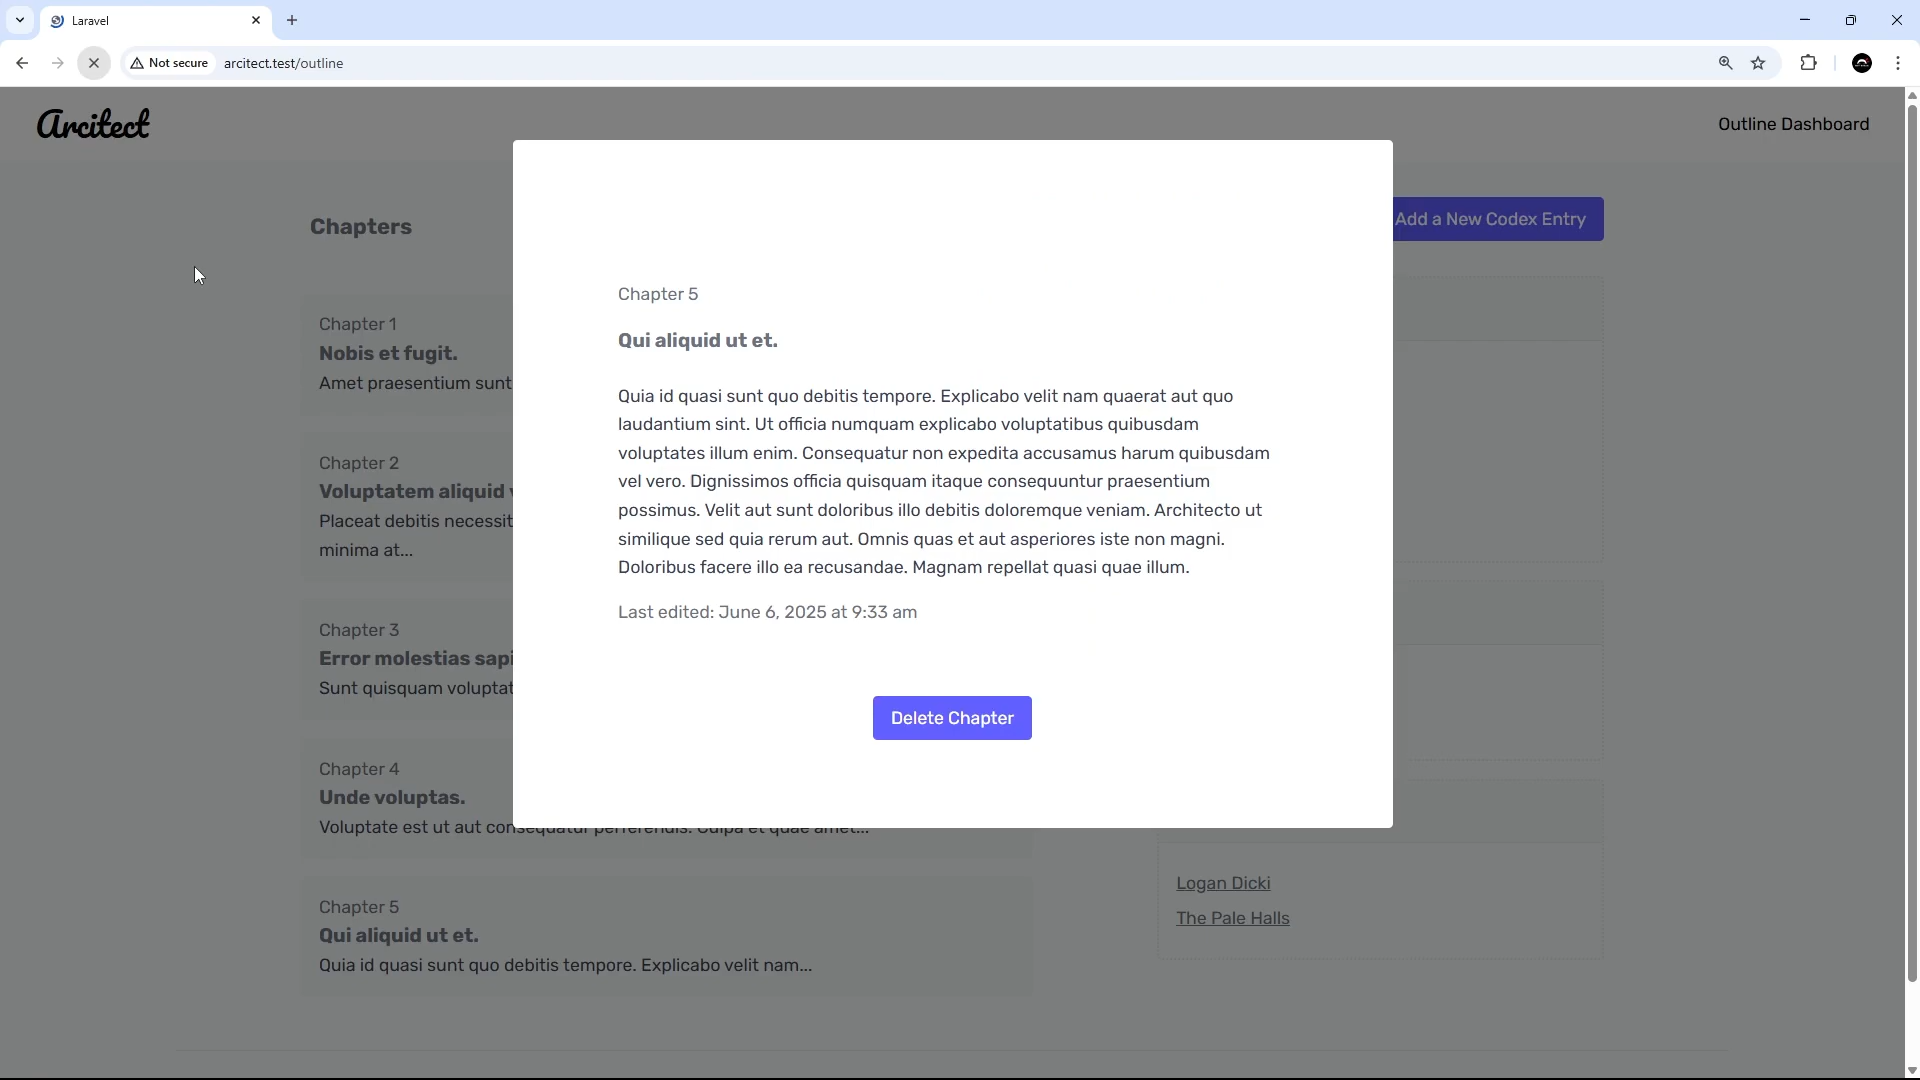 Laravel
Not secure
arcitect.test/outline
Arcitect
Outline Dashboard
Chapters
Add a New Codex Entry
Chapter 1
Nobis et fugit.
Amet praesentium sunt
Chapter 2
Voluptatem aliquid
Placeat debitis necessit
minima at...
Chapter 3
Error molestias sapi
Sunt quisquam voluptat
Chapter 4
Unde voluptas.
Voluptate est ut aut consequatur perferendis. Culpa et quae amet...
Chapter 5
Qui aliquid ut et.
Quia id quasi sunt quo debitis tempore. Explicabo velit nam...
Chapter 5
Qui aliquid ut et.
Quia id quasi sunt quo debitis tempore. Explicabo velit nam quaerat aut quo
laudantium sint. Ut officia numquam explicabo voluptatibus quibusdam
voluptates illum enim. Consequatur non expedita accusamus harum quibusdam
vel vero. Dignissimos officia quisquam itaque consequuntur praesentium
possimus. Velit aut sunt doloribus illo debitis doloremque veniam. Architecto ut
similique sed quia rerum aut. Omnis quas et aut asperiores iste non magni.
Doloribus facere illo ea recusandae. Magnam repellat quasi quae illum.
Last edited: June 6, 2025 at 9:33 am
Delete Chapter
Logan Dicki
The Pale Halls